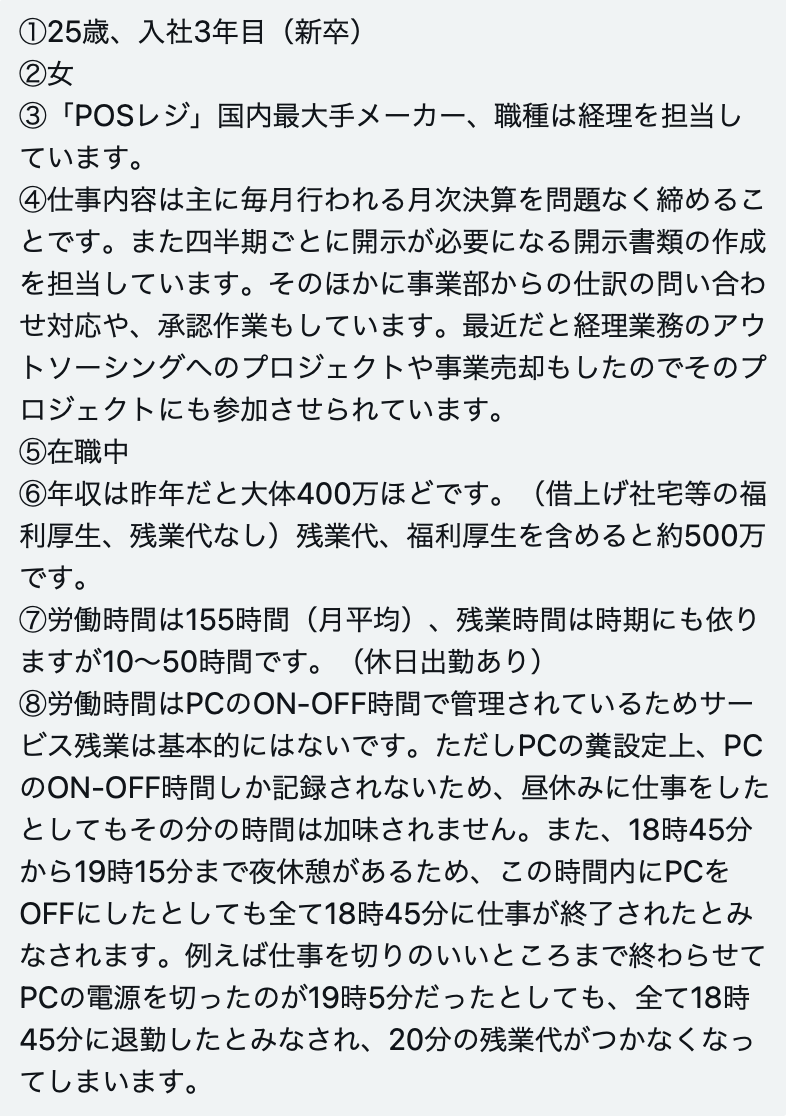 ①25歳、入社3年目（新卒）
②女
③「POSレジ」国内最大手メーカー、職種は経理を担当し
ています。
④仕事内容は主に毎月行われる月次決算を問題なく締めるこ
とです。また四半期ごとに開示が必要になる開示書類の作成
を担当しています。そのほかに事業部からの仕訳の問い合わ
せ対応や、承認作業もしています。最近だと経理業務のアウ
トソーシングへのプロジェクトや事業売却もしたのでそのプ
ロジェクトにも参加させられています。
⑤在職中
⑥年収は昨年だと大体400万ほどです。（借上げ社宅等の福
利厚生、残業代なし）残業代、福利厚生を含めると約500万
です。
⑦労働時間は155時間（月平均）、残業時間は時期にも依り
ますが10〜50時間です。（休日出勤あり）
⑧労働時間はPCのON-OFF時間で管理されているためサー
ビス残業は基本的にはないです。ただしPCの糞設定上、PC
のON-OFF時間しか記録されないため、昼休みに仕事をした
としてもその分の時間は加味されません。また、18時45分
から19時15分まで夜休憩があるため、この時間内にPCを
OFFにしたとしても全て18時45分に仕事が終了されたとみ
なされます。例えば仕事を切りのいいところまで終わらせて
PCの電源を切ったのが19時5分だったとしても、全て18時
45分に退勤したとみなされ、20分の残業代がつかなくなっ
てしまいます。